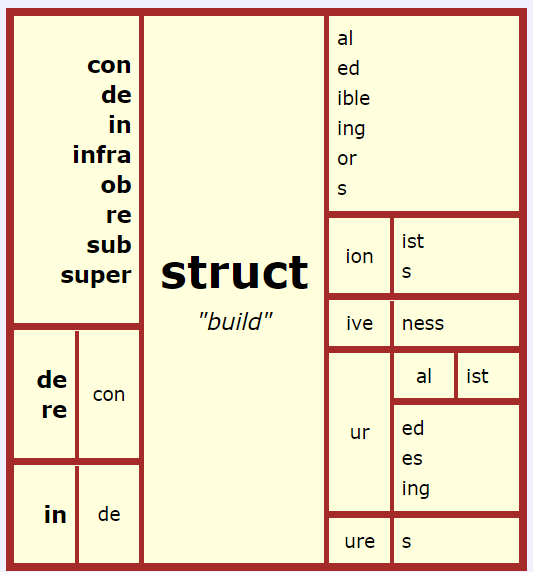 con
de
in
infra
ob
re
sub
super
de
re
con
in
de
struct
"build"
al
ed
ible
ing
or
s
ion
ist
s
ive
ness
ur
al
ist
ed
es
ing
ure
s